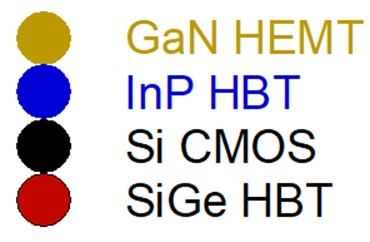 GaN HEMT
InP HBT
Si CMOS
SiGe HBT